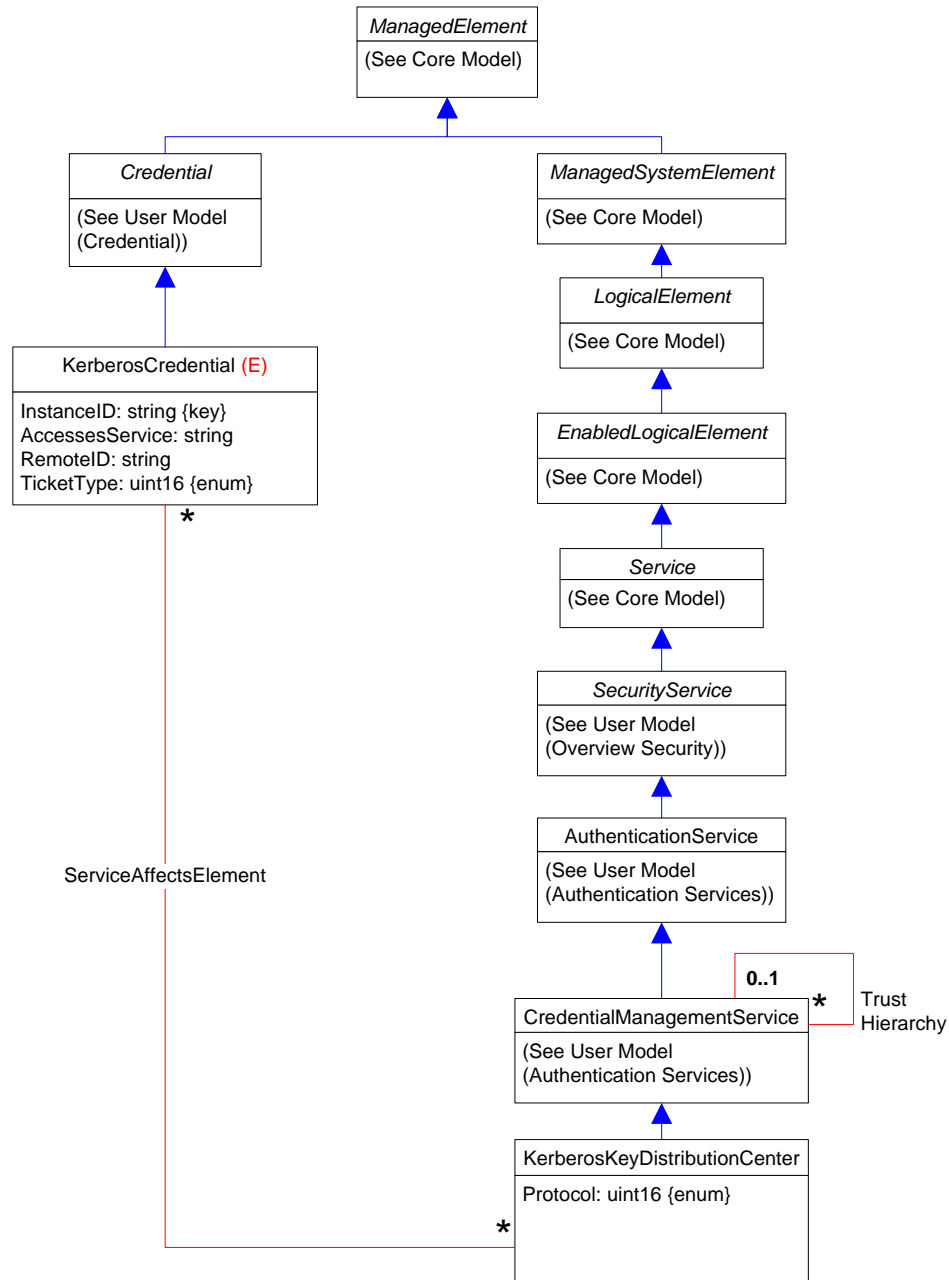 ManagedElement
(See Core Model)
Credential
(See User Model
(Credential))
ManagedSystemElement
(See Core Model)
LogicalElement
(See Core Model)
KerberosCredential (E)
InstanceID: string {key}
AccessesService: string
RemoteID: string
TicketType: uint16 {enum}
*
EnabledLogicalElement
(See Core Model)
Service
(See Core Model)
SecurityService
(See User Model
(Overview Security))
AuthenticationService
(See User Model
(Authentication Services))
ServiceAffectsElement
0..1
*
Trust
Hierarchy
CredentialManagementService
(See User Model
(Authentication Services))
KerberosKeyDistributionCenter
Protocol: uint16 {enum}
*